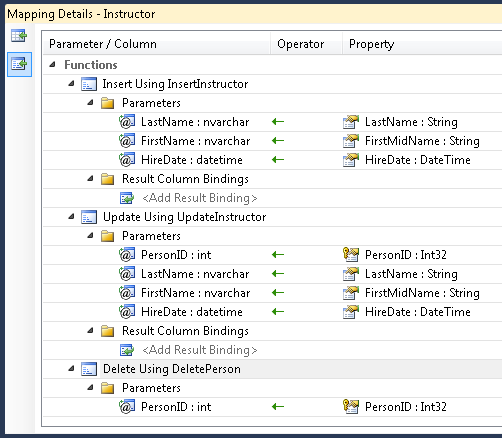 Mapping Details - Instructor
Parameter / Column Operator Property
Functions
Insert Using InsertInstructor
Parameters
LastName : nvarchar ← LastName : String
FirstName : nvarchar ← FirstMidName : String
HireDate : datetime ← HireDate : DateTime
Result Column Bindings
<Add Result Binding>
Update Using UpdateInstructor
Parameters
PersonID : int ← PersonID : Int32
LastName : nvarchar ← LastName : String
FirstName : nvarchar ← FirstMidName : String
HireDate : datetime ← HireDate : DateTime
Result Column Bindings
<Add Result Binding>
Delete Using DeletePerson
Parameters
PersonID : int ← PersonID : Int32